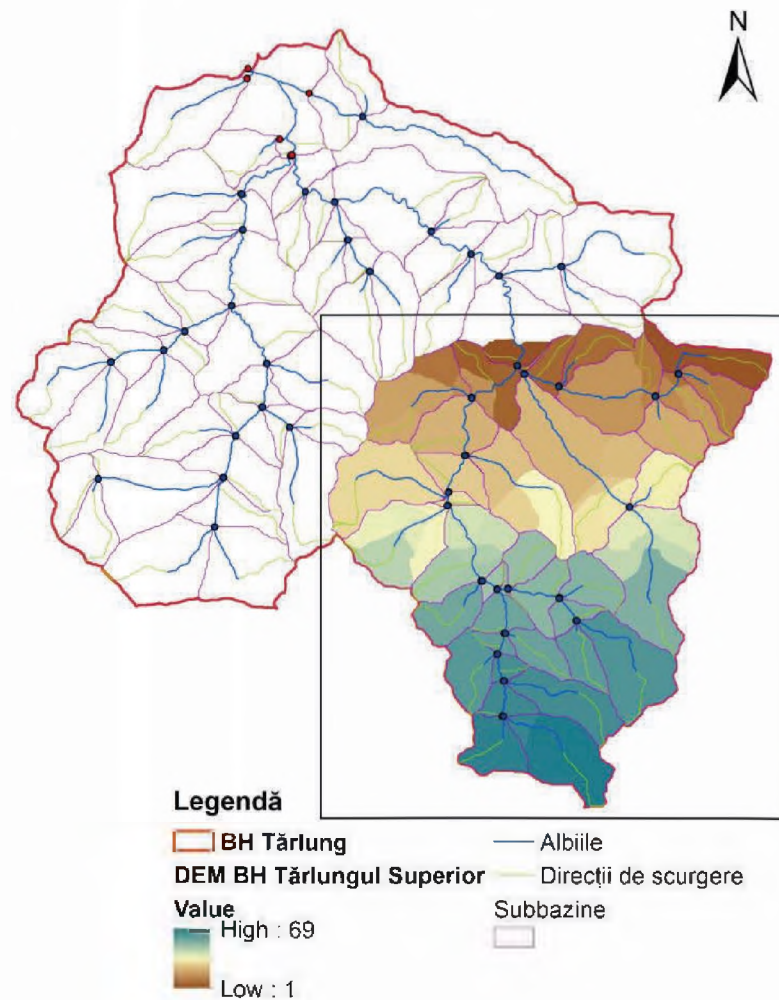 N
Legendă
BH Tărlung
Albiile
DEM BH Tărlungul Superior
Direcții de scurgere
Value
Subbazine
High : 69
Low : 1